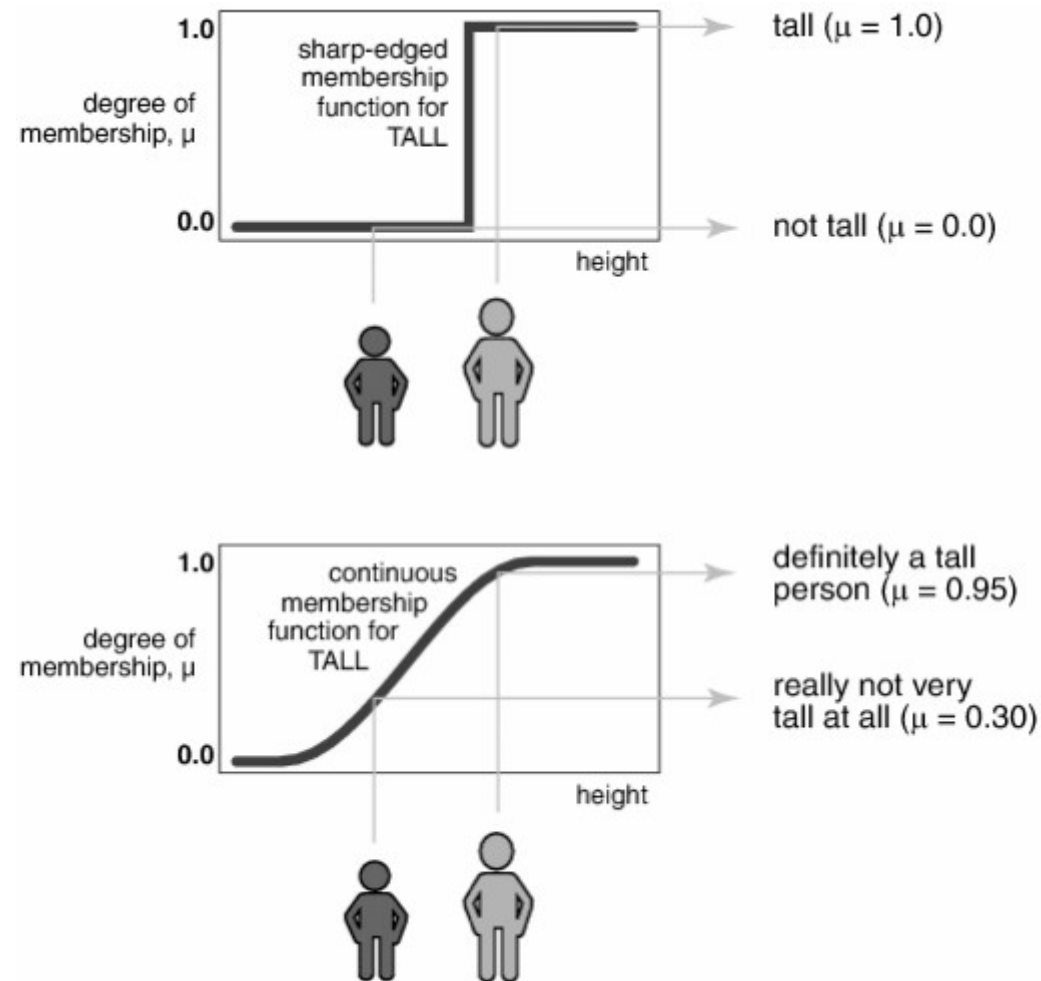 1.0
sharp-edged
membership
function for
TALL
degree of
membership, μ
0.0
height
tall (μ = 1.0)
not tall (μ = 0.0)
1.0
continuous
membership
function for
TALL
degree of
membership, μ
0.0
height
definitely a tall
person (μ = 0.95)
really not very
tall at all (μ = 0.30)